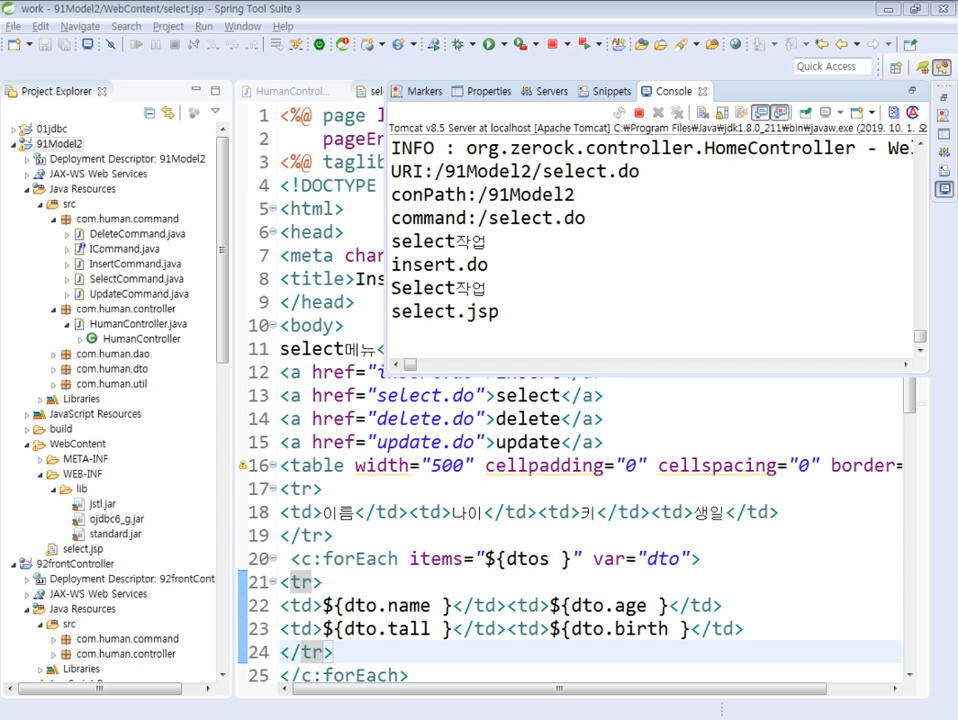 work - 91Model2/WebContent/select.jsp - Spring Tool Suite 3
File Edit Navigate Search Project Run Window Help
Quick Access
Project Explorer
01jdbc
91Model2
Deployment Descriptor: 91Model2
JAX-WS Web Services
Java Resources
src
com.human.command
DeleteCommand.java
ICommand.java
InsertCommand.java
SelectCommand.java
UpdateCommand.java
com.human.controller
HumanController.java
HumanController
com.human.dao
com.human.dto
com.human.util
Libraries
JavaScript Resources
build
WebContent
META-INF
WEB-INF
lib
jstl.jar
ojdbc6_g.jar
standard.jar
select.jsp
92frontController
Deployment Descriptor: 92frontCont
JAX-WS Web Services
Java Resources
src
com.human.command
com.human.controller
Libraries
HumanControl... sel
Markers Properties Servers Snippets Console
Tomcat v8.5 Server at localhost [Apache Tomcat] C:₩Program Files₩Java₩jdk1.8.0_211₩bin₩javaw.exe (2019. 10. 1. 오
INFO : org.zerock.controller.HomeController - Wel
URI:/91Model2/select.do
conPath:/91Model2
command:/select.do
select작업
insert.do
Select작업
select.jsp
1 <%@ page l
2 pageEn
3 <%@ taglib
4 <!DOCTYPE
5 <html>
6 <head>
7 <meta char
8 <title>Ins
9 </head>
10 <body>
11 select메뉴<
12 <a href="insert.do">insert</a>
13 <a href="select.do">select</a>
14 <a href="delete.do">delete</a>
15 <a href="update.do">update</a>
16 <table width="500" cellpadding="0" cellspacing="0" border=
17 <tr>
18 <td>이름</td><td>나이</td><td>키</td><td>생일</td>
19 </tr>
20 <c:forEach items="${dtos }" var="dto">
21 <tr>
22 <td>${dto.name }</td><td>${dto.age }</td>
23 <td>${dto.tall }</td><td>${dto.birth }</td>
24 </tr>
25 </c:forEach>